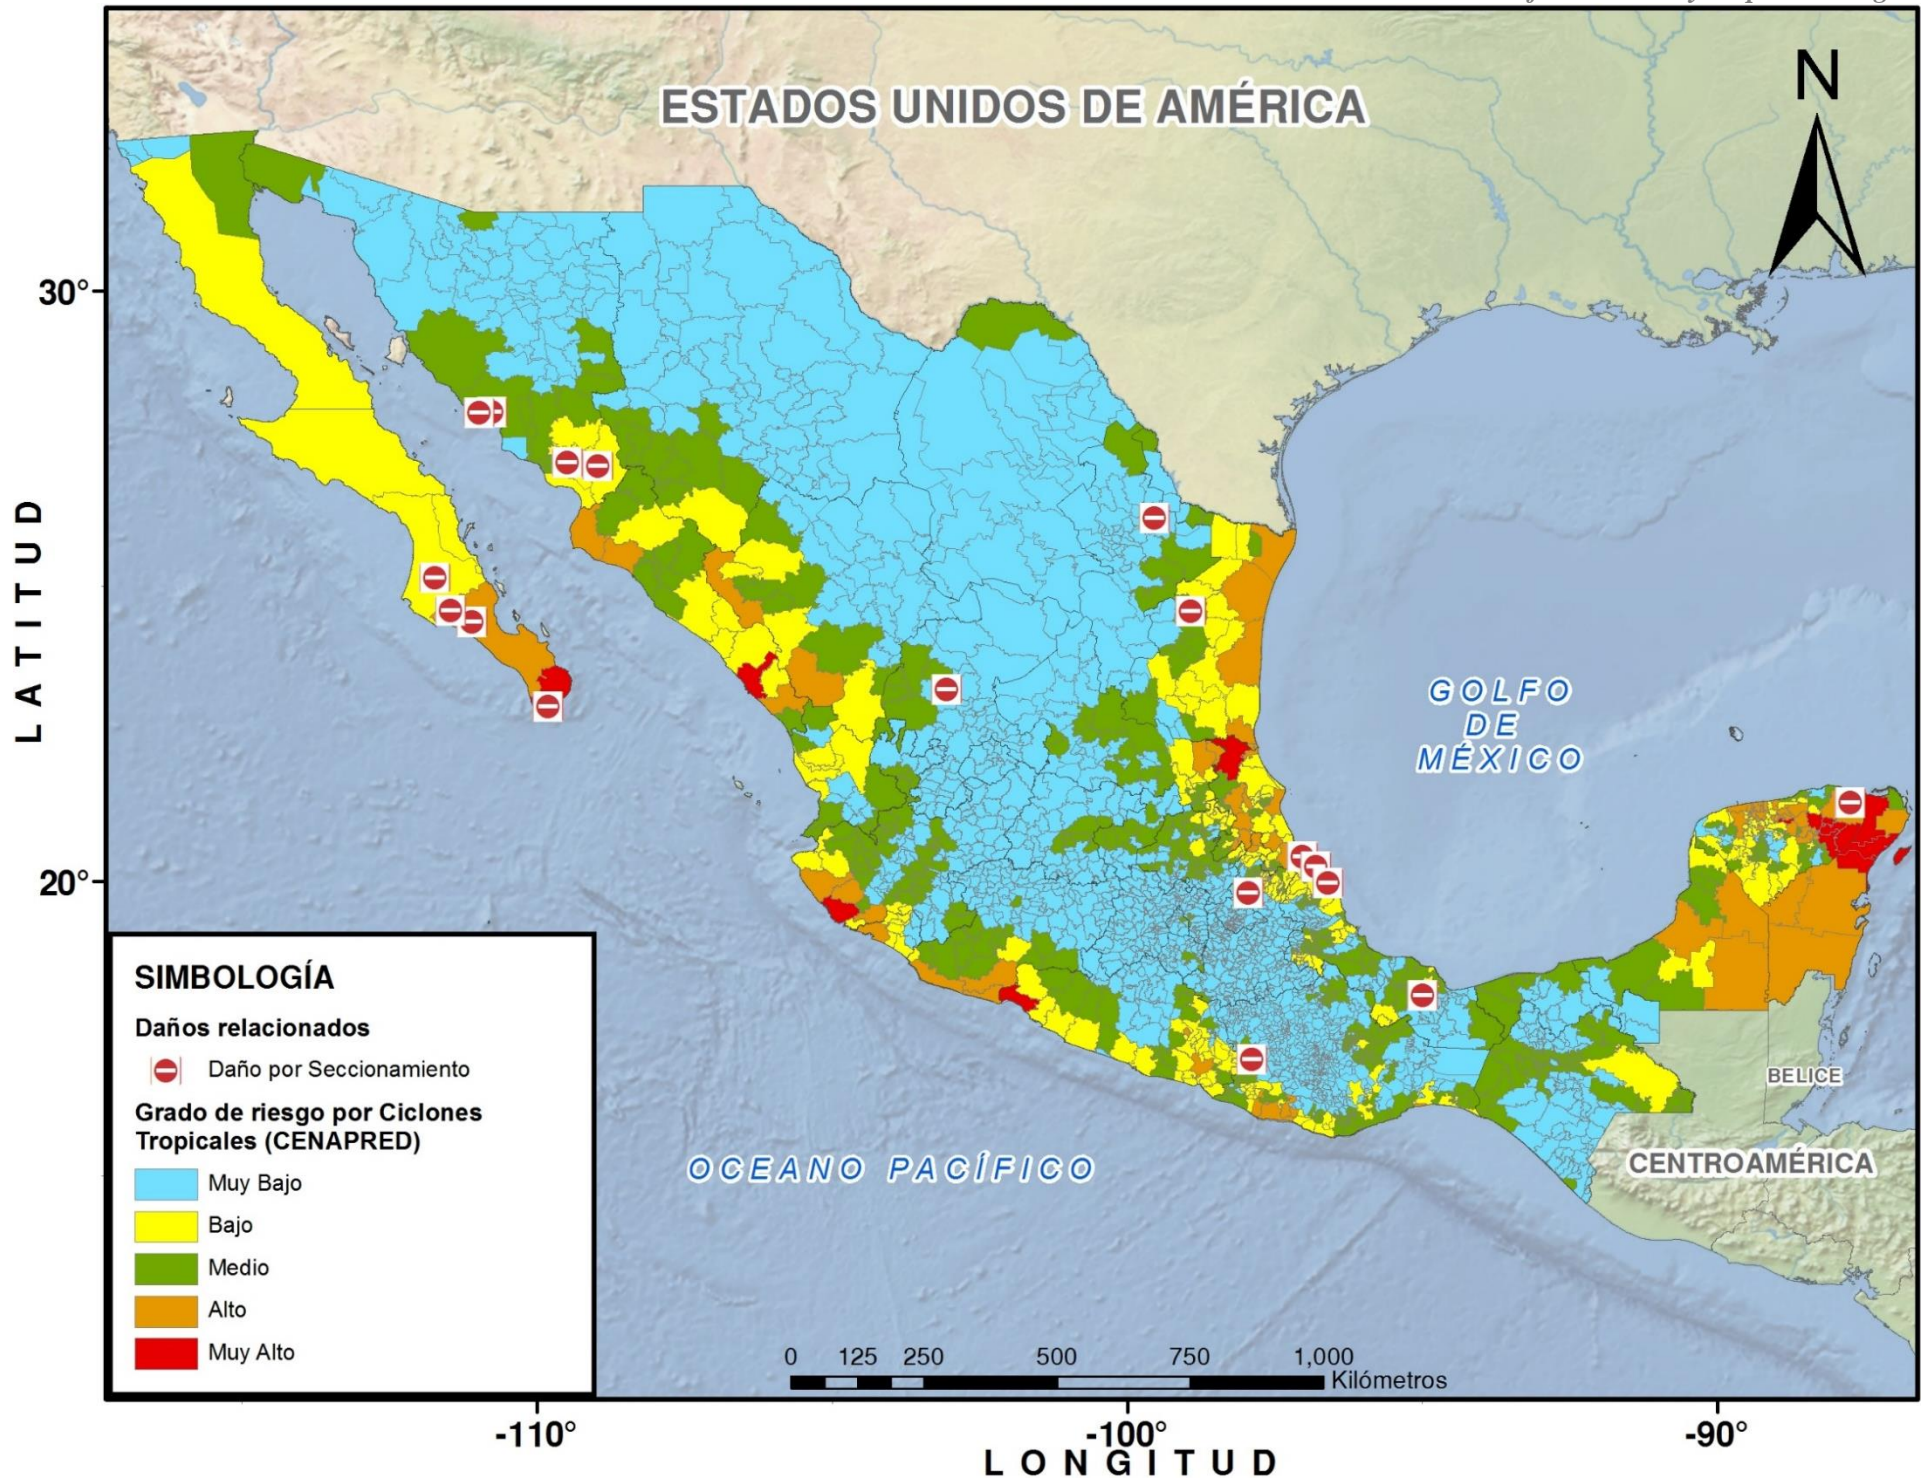 ESTADOS UNIDOS DE AMÉRICA
N
30°
20°
LATITUD
GOLFO
DE
MÉXICO
OCEANO PACÍFICO
BELICE
CENTROAMÉRICA
SIMBOLOGÍA
Daños relacionados
Daño por Seccionamiento
Grado de riesgo por Ciclones
Tropicales (CENAPRED)
Muy Bajo
Bajo
Medio
Alto
Muy Alto
0 125 250 500 750 1,000
Kilómetros
-110° -100° -90°
LONGITUD